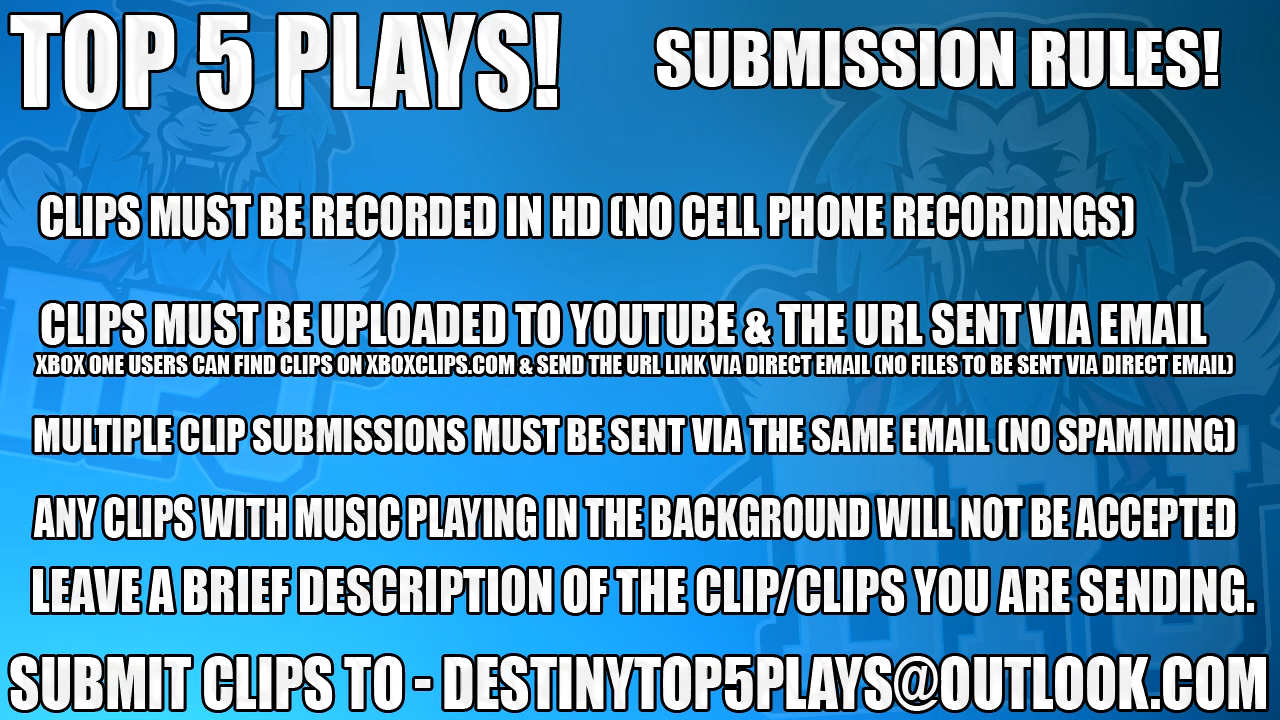 TOP 5 PLAYS!
SUBMISSION RULES!
CLIPS MUST BE RECORDED IN HD (NO CELL PHONE RECORDINGS)
CLIPS MUST BE UPLOADED TO YOUTUBE & THE URL SENT VIA EMAIL
XBOX ONE USERS CAN FIND CLIPS ON XBOXCLIPS.COM & SEND THE URL LINK VIA DIRECT EMAIL (NO FILES TO BE SENT VIA DIRECT EMAIL)
MULTIPLE CLIP SUBMISSIONS MUST BE SENT VIA THE SAME EMAIL (NO SPAMMING)
ANY CLIPS WITH MUSIC PLAYING IN THE BACKGROUND WILL NOT BE ACCEPTED
LEAVE A BRIEF DESCRIPTION OF THE CLIP/CLIPS YOU ARE SENDING.
SUBMIT CLIPS TO - DESTINYTOP5PLAYS@OUTLOOK.COM